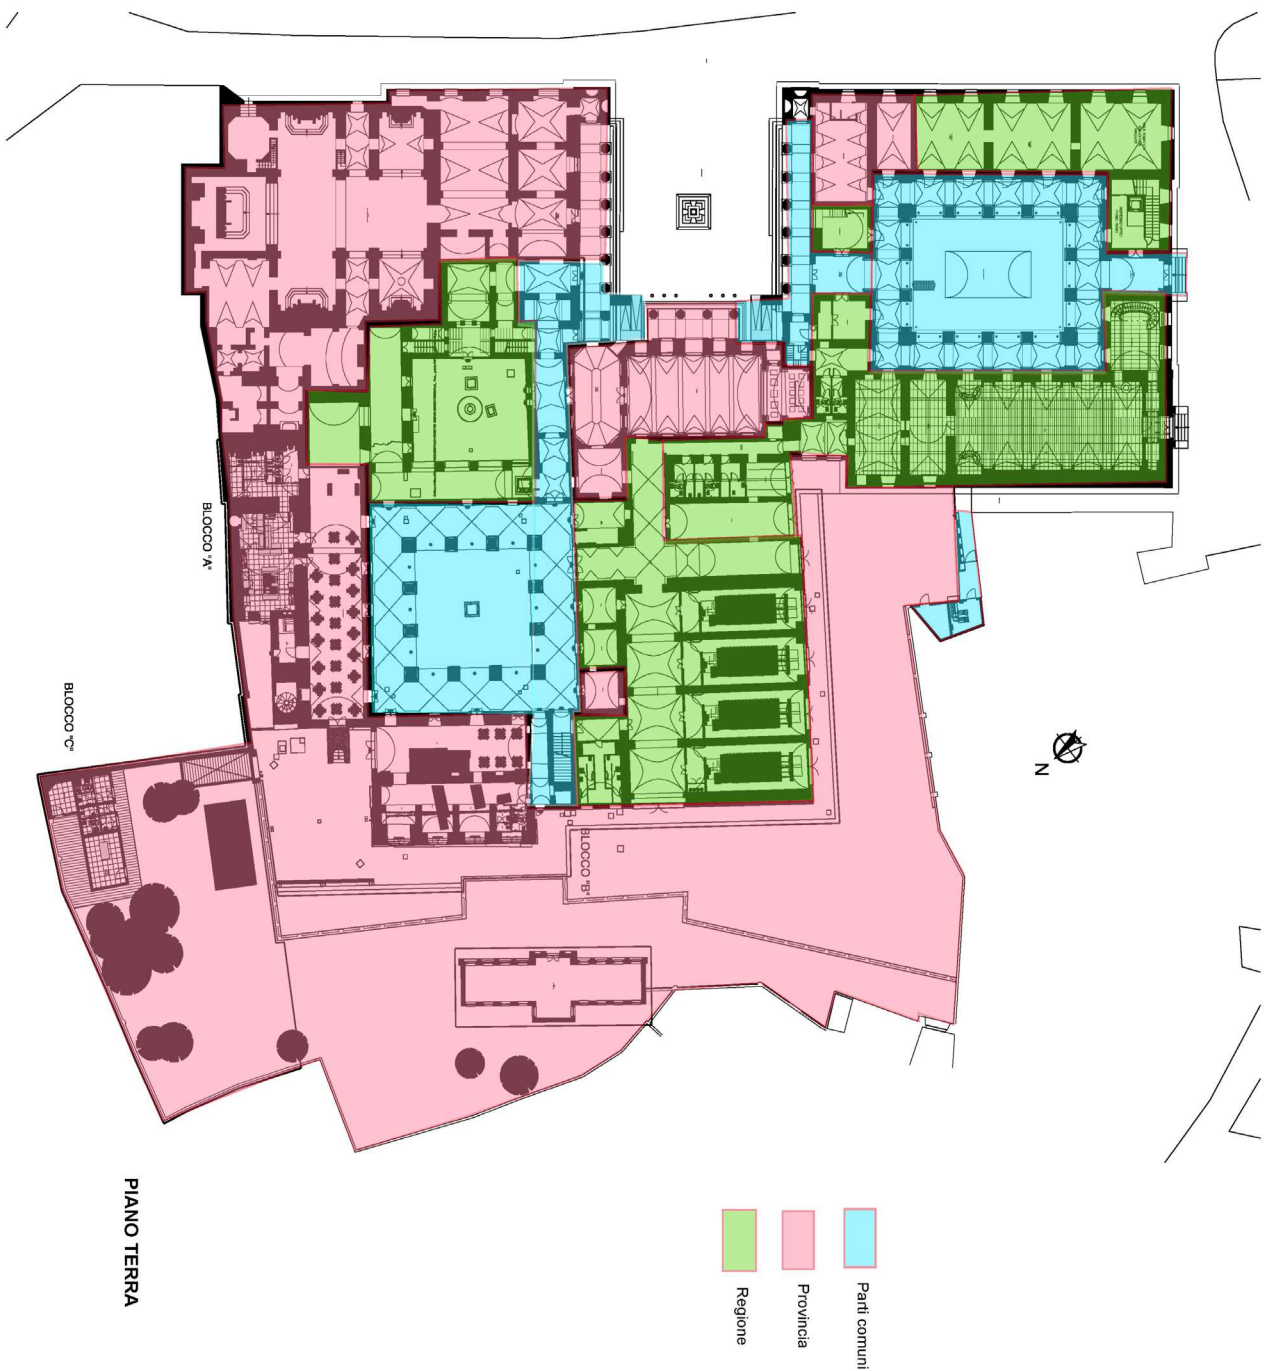 BLOCCO "A"
BLOCCO "C"
BLOCCO "B"
N
PIANO TERRA
Parti comuni
Provincia
Regione